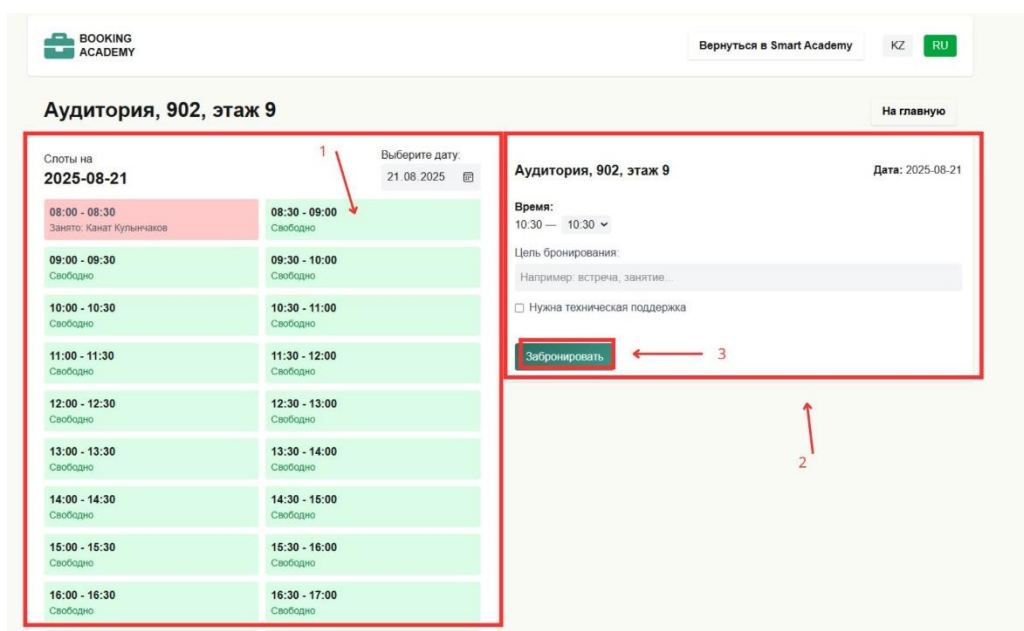 BOOKING
ACADEMY
Вернуться в Smart Academy
KZ
RU
Аудитория, 902, этаж 9
На главную
Слоты на
2025-08-21
1
Выберите дату:
21.08.2025
08:00 - 08:30
Занято: Канат Кулынчаков
08:30 - 09:00
Свободно
09:00 - 09:30
Свободно
09:30 - 10:00
Свободно
10:00 - 10:30
Свободно
10:30 - 11:00
Свободно
11:00 - 11:30
Свободно
11:30 - 12:00
Свободно
12:00 - 12:30
Свободно
12:30 - 13:00
Свободно
13:00 - 13:30
Свободно
13:30 - 14:00
Свободно
14:00 - 14:30
Свободно
14:30 - 15:00
Свободно
15:00 - 15:30
Свободно
15:30 - 16:00
Свободно
16:00 - 16:30
Свободно
16:30 - 17:00
Свободно
Аудитория, 902, этаж 9
Дата: 2025-08-21
Время:
10:30 — 10:30
Цель бронирования:
Например: встреча, занятие...
Нужна техническая поддержка
Забронировать
3
2